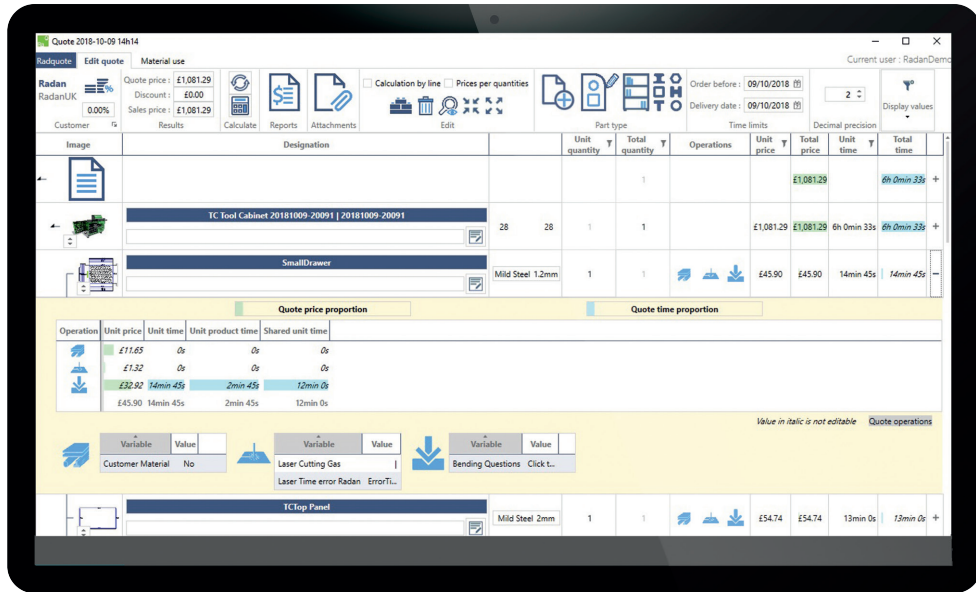 Quote 2018-10-09 14h14
Radquote Edit quote Material use Current user : RadanDemo
Radan
RadanUK
0.00%
Customer
Quote price : £1,081.29
Discount : £0.00
Sales price : £1,081.29
Results
Calculate
Reports
Attachments
Calculation by line Prices per quantities
Edit
Part type
Order before : 09/10/2018
Delivery date : 09/10/2018
Time limits
2
Decimal precision
Display values
Image Designation Unit quantity Total quantity Operations Unit price Total price Unit time Total time
1 £1,081.29 6h 0min 33s +
TC Tool Cabinet 20181009-20091 | 20181009-20091
28 28 1 1 £1,081.29 £1,081.29 6h 0min 33s 6h 0min 33s +
SmallDrawer
Mild Steel 1.2mm 1 1 £45.90 £45.90 14min 45s 14min 45s −
Quote price proportion Quote time proportion
Operation Unit price Unit time Unit product time Shared unit time
£11.65 0s 0s 0s
£1.32 0s 0s 0s
£32.92 14min 45s 2min 45s 12min 0s
£45.90 14min 45s 2min 45s 12min 0s
Value in italic is not editable Quote operations
Variable Value
Customer Material No
Variable Value
Laser Cutting Gas
Laser Time error Radan ErrorTi...
Variable Value
Bending Questions Click t...
TCTop Panel
Mild Steel 2mm 1 1 £54.74 £54.74 13min 0s 13min 0s +